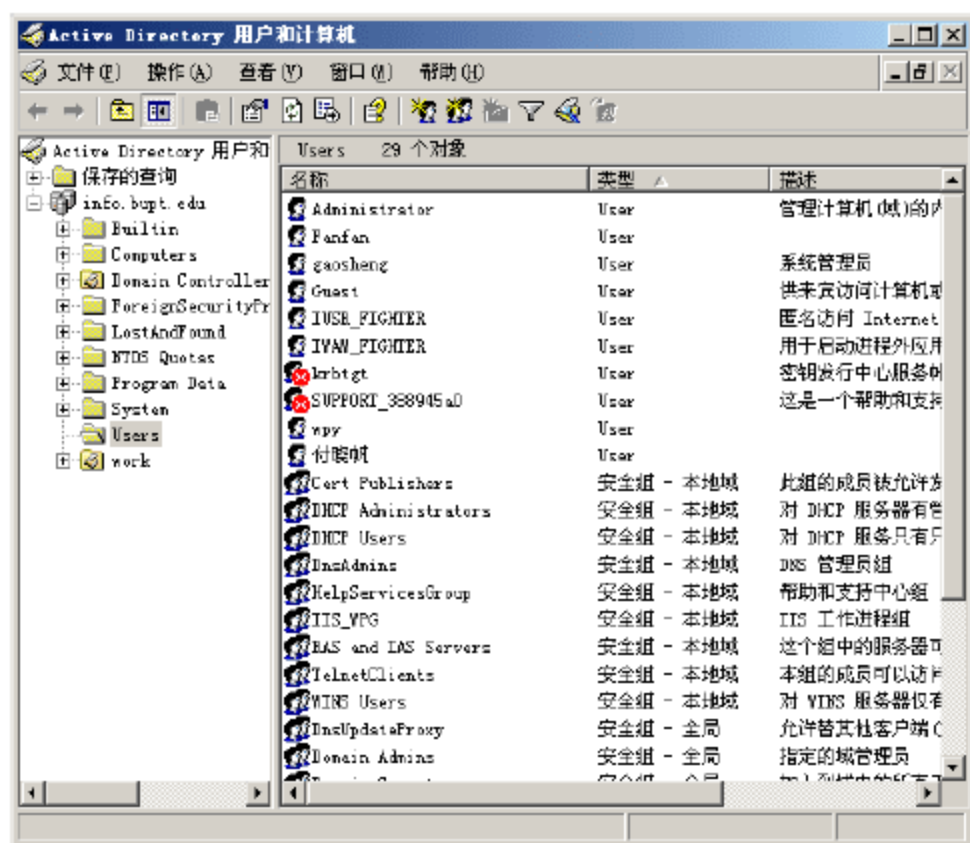 Active Directory 用户和计算机
文件(F) 操作(A) 查看(V) 窗口(W) 帮助(H)
Active Directory 用户和
保存的查询
info.bupt.edu
Builtin
Computers
Domain Controller
ForeignSecurityPr
LostAndFound
NTDS Quotas
Program Data
System
Users
work
Users 29 个对象
名称 类型 描述
Administrator User 管理计算机(域)的内
Fanfan User
gaosheng User 系统管理员
Guest User 供来宾访问计算机或
IUSR_FIGHTER User 匿名访问 Internet
IWAM_FIGHTER User 用于启动进程外应用
krbtgt User 密钥发行中心服务帐
SUPPORT_388945a0 User 这是一个帮助和支持
wpy User
付 User
Cert Publishers 安全组 - 本地域 此组的成员被允许发
DHCP Administrators 安全组 - 本地域 对 DHCP 服务器有管
DHCP Users 安全组 - 本地域 对 DHCP 服务只有只
DnsAdmins 安全组 - 本地域 DNS 管理员组
HelpServicesGroup 安全组 - 本地域 帮助和支持中心组
IIS_WPG 安全组 - 本地域 IIS 工作进程组
RAS and IAS Servers 安全组 - 本地域 这个组中的服务器可
TelnetClients 安全组 - 本地域 本组的成员可以访问
WINS Users 安全组 - 本地域 对 WINS 服务器仅有
DnsUpdateProxy 安全组 - 全局 允许替其他客户端(
Domain Admins 安全组 - 全局 指定的域管理员